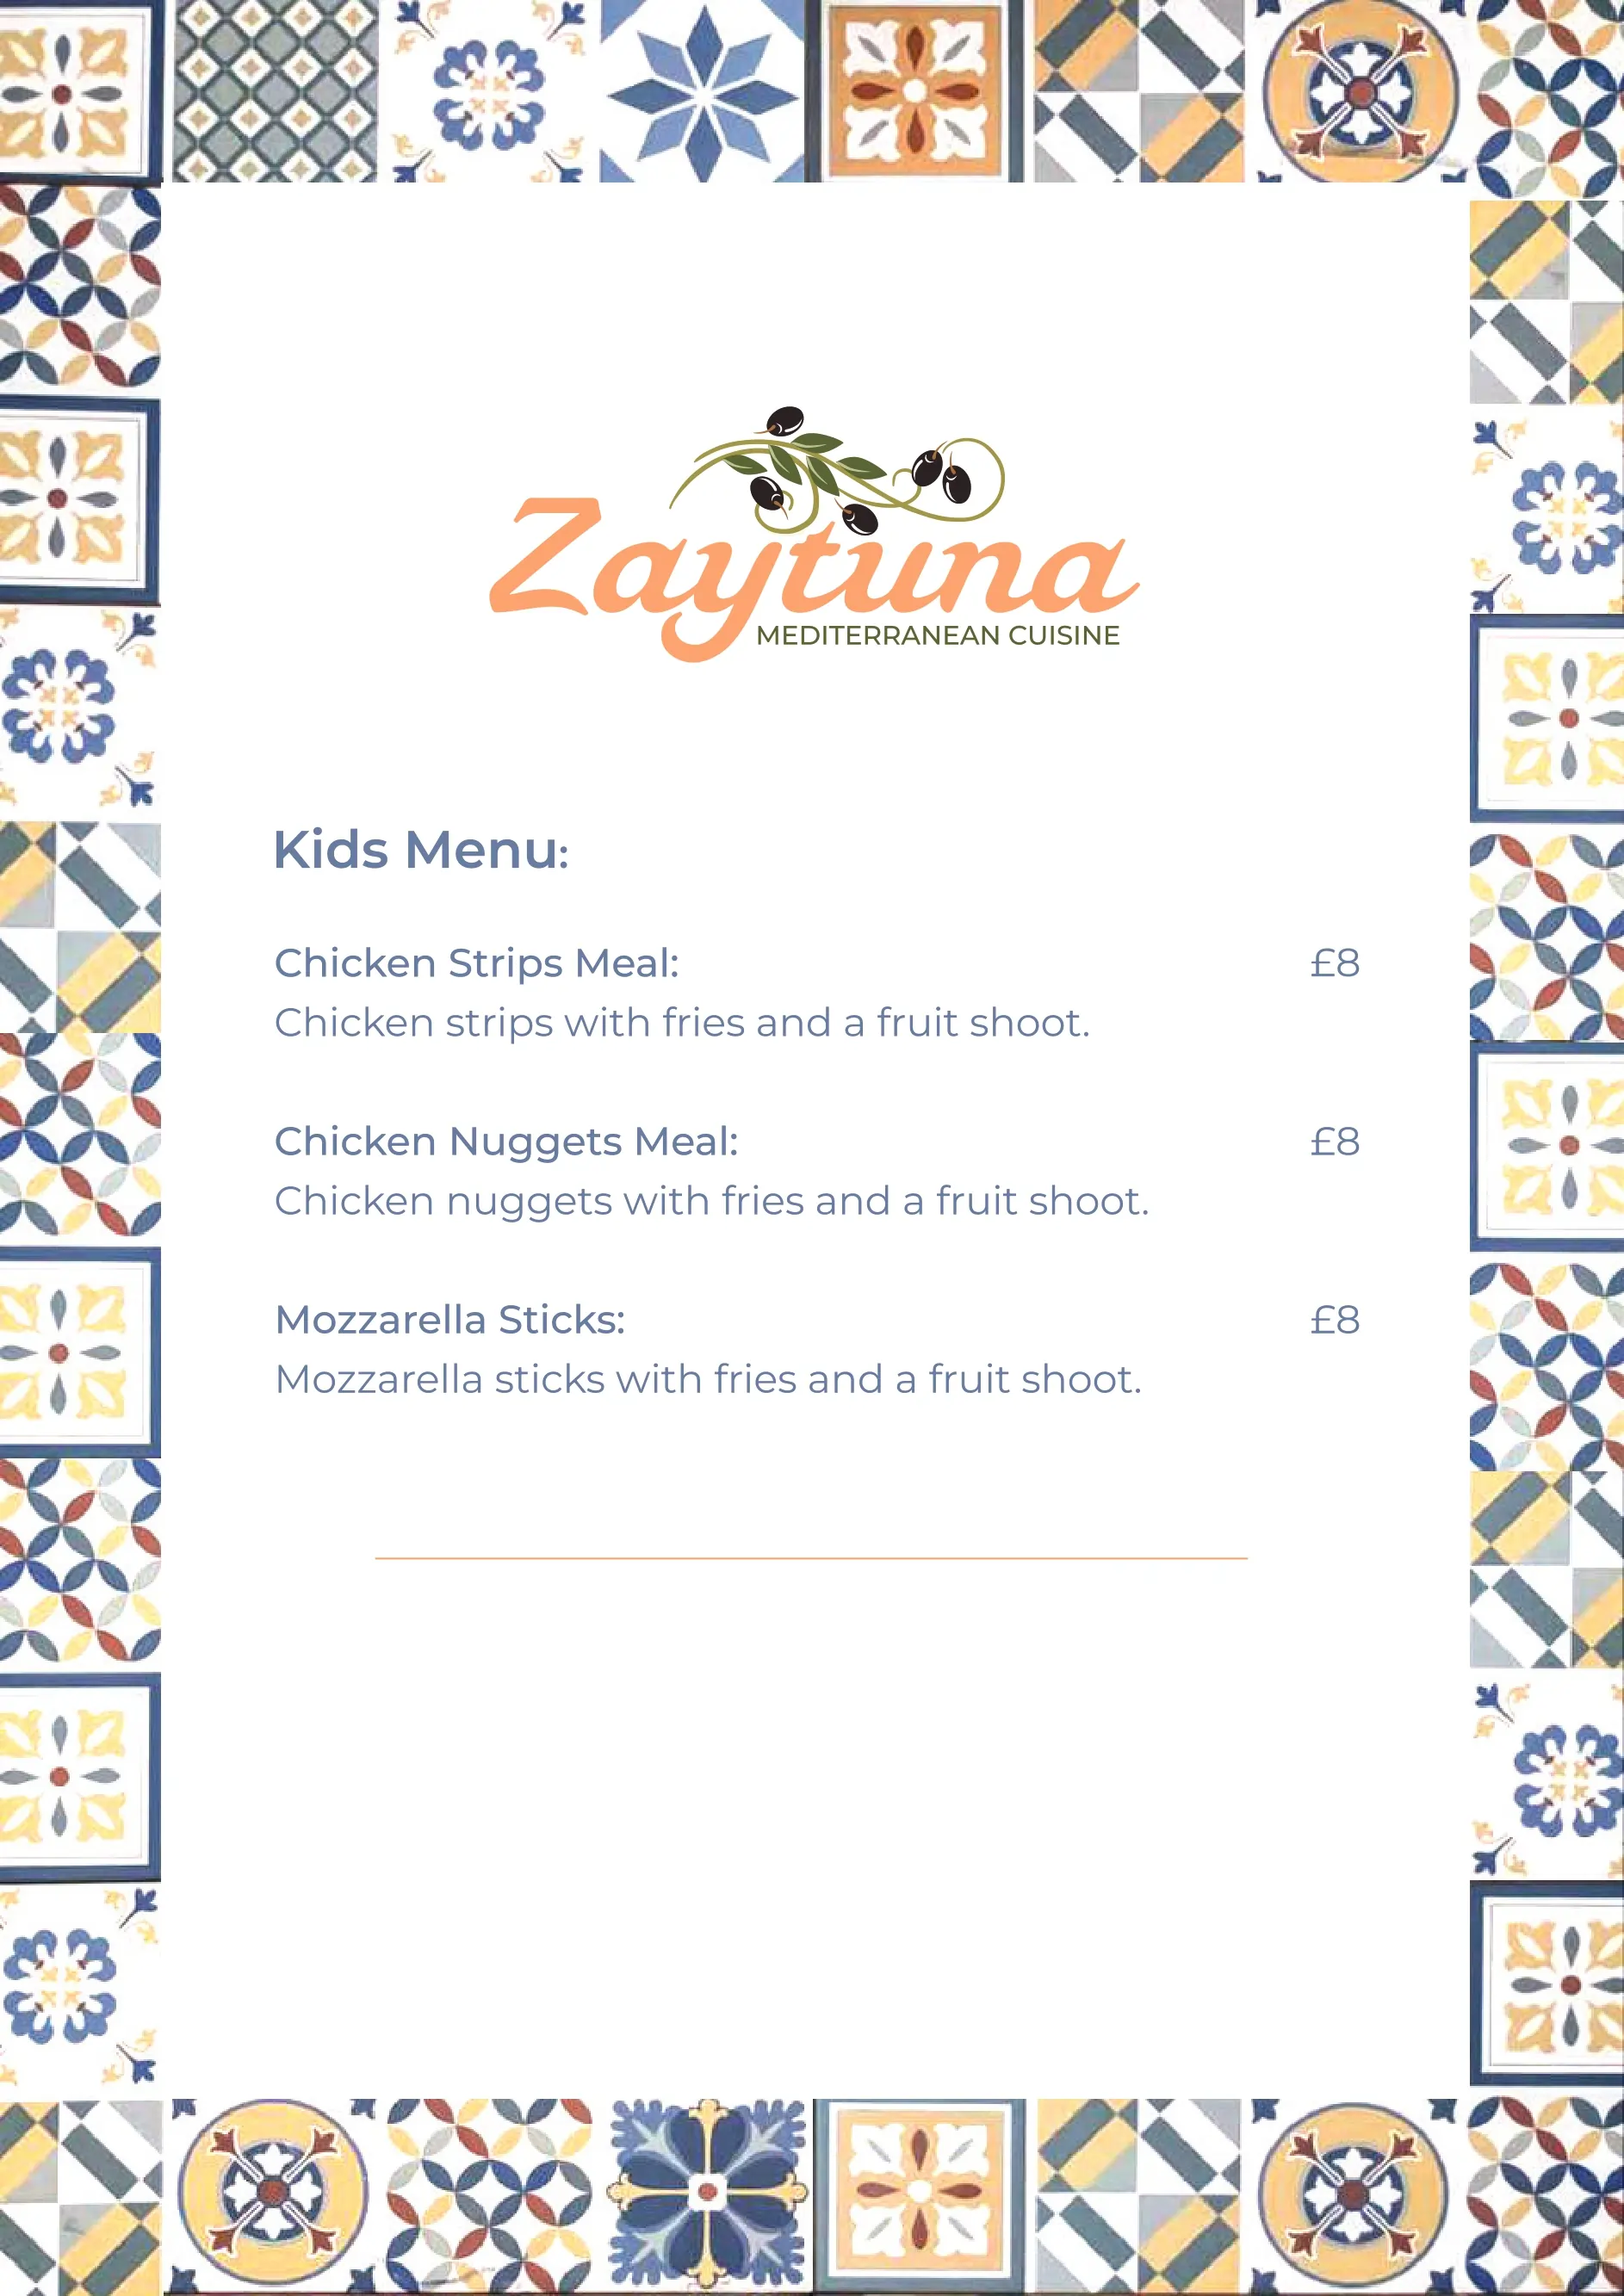 Zaytuna
MEDITERRANEAN CUISINE
Kids Menu:
Chicken Strips Meal: £8
Chicken strips with fries and a fruit shoot.
Chicken Nuggets Meal: £8
Chicken nuggets with fries and a fruit shoot.
Mozzarella Sticks: £8
Mozzarella sticks with fries and a fruit shoot.